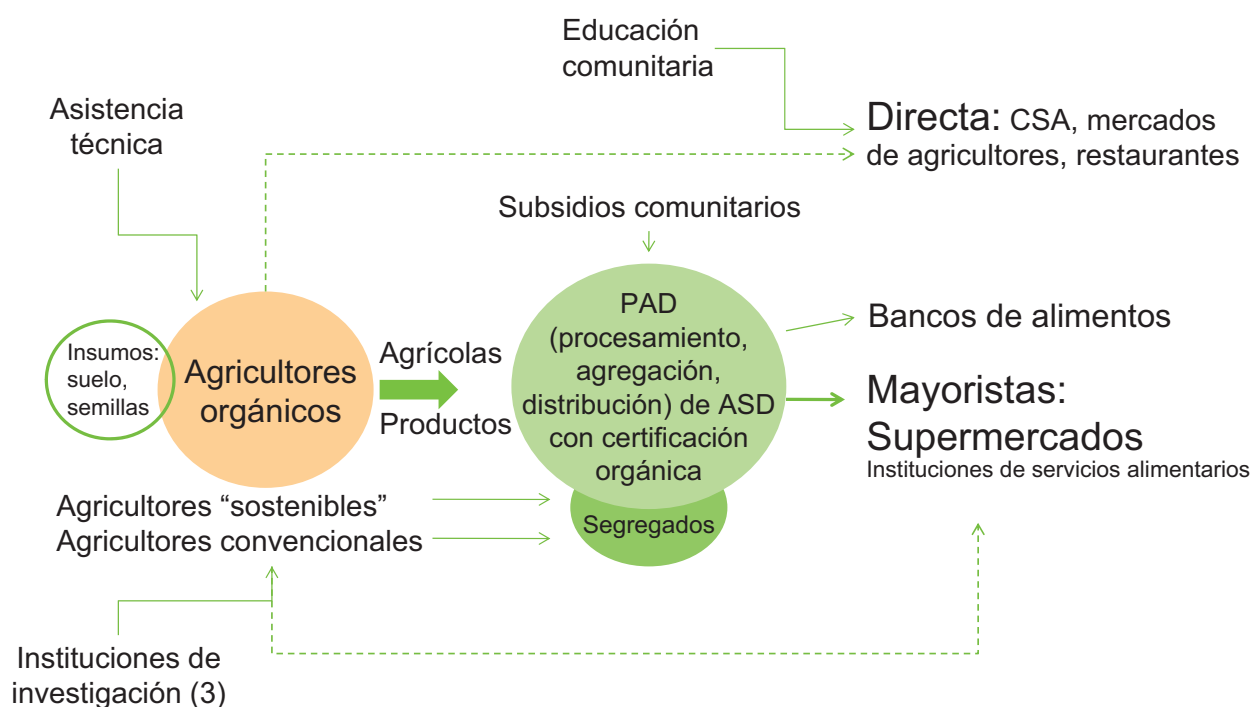 Educación
comunitaria
Asistencia
técnica
Directa: CSA, mercados
de agricultores, restaurantes
Subsidios comunitarios
Insumos:
suelo,
semillas
Agricultores
orgánicos
Agrícolas
Productos
PAD
(procesamiento,
agregación,
distribución) de ASD
con certificación
orgánica
Segregados
Bancos de alimentos
Mayoristas:
Supermercados
Instituciones de servicios alimentarios
Agricultores “sostenibles”
Agricultores convencionales
Instituciones de
investigación (3)